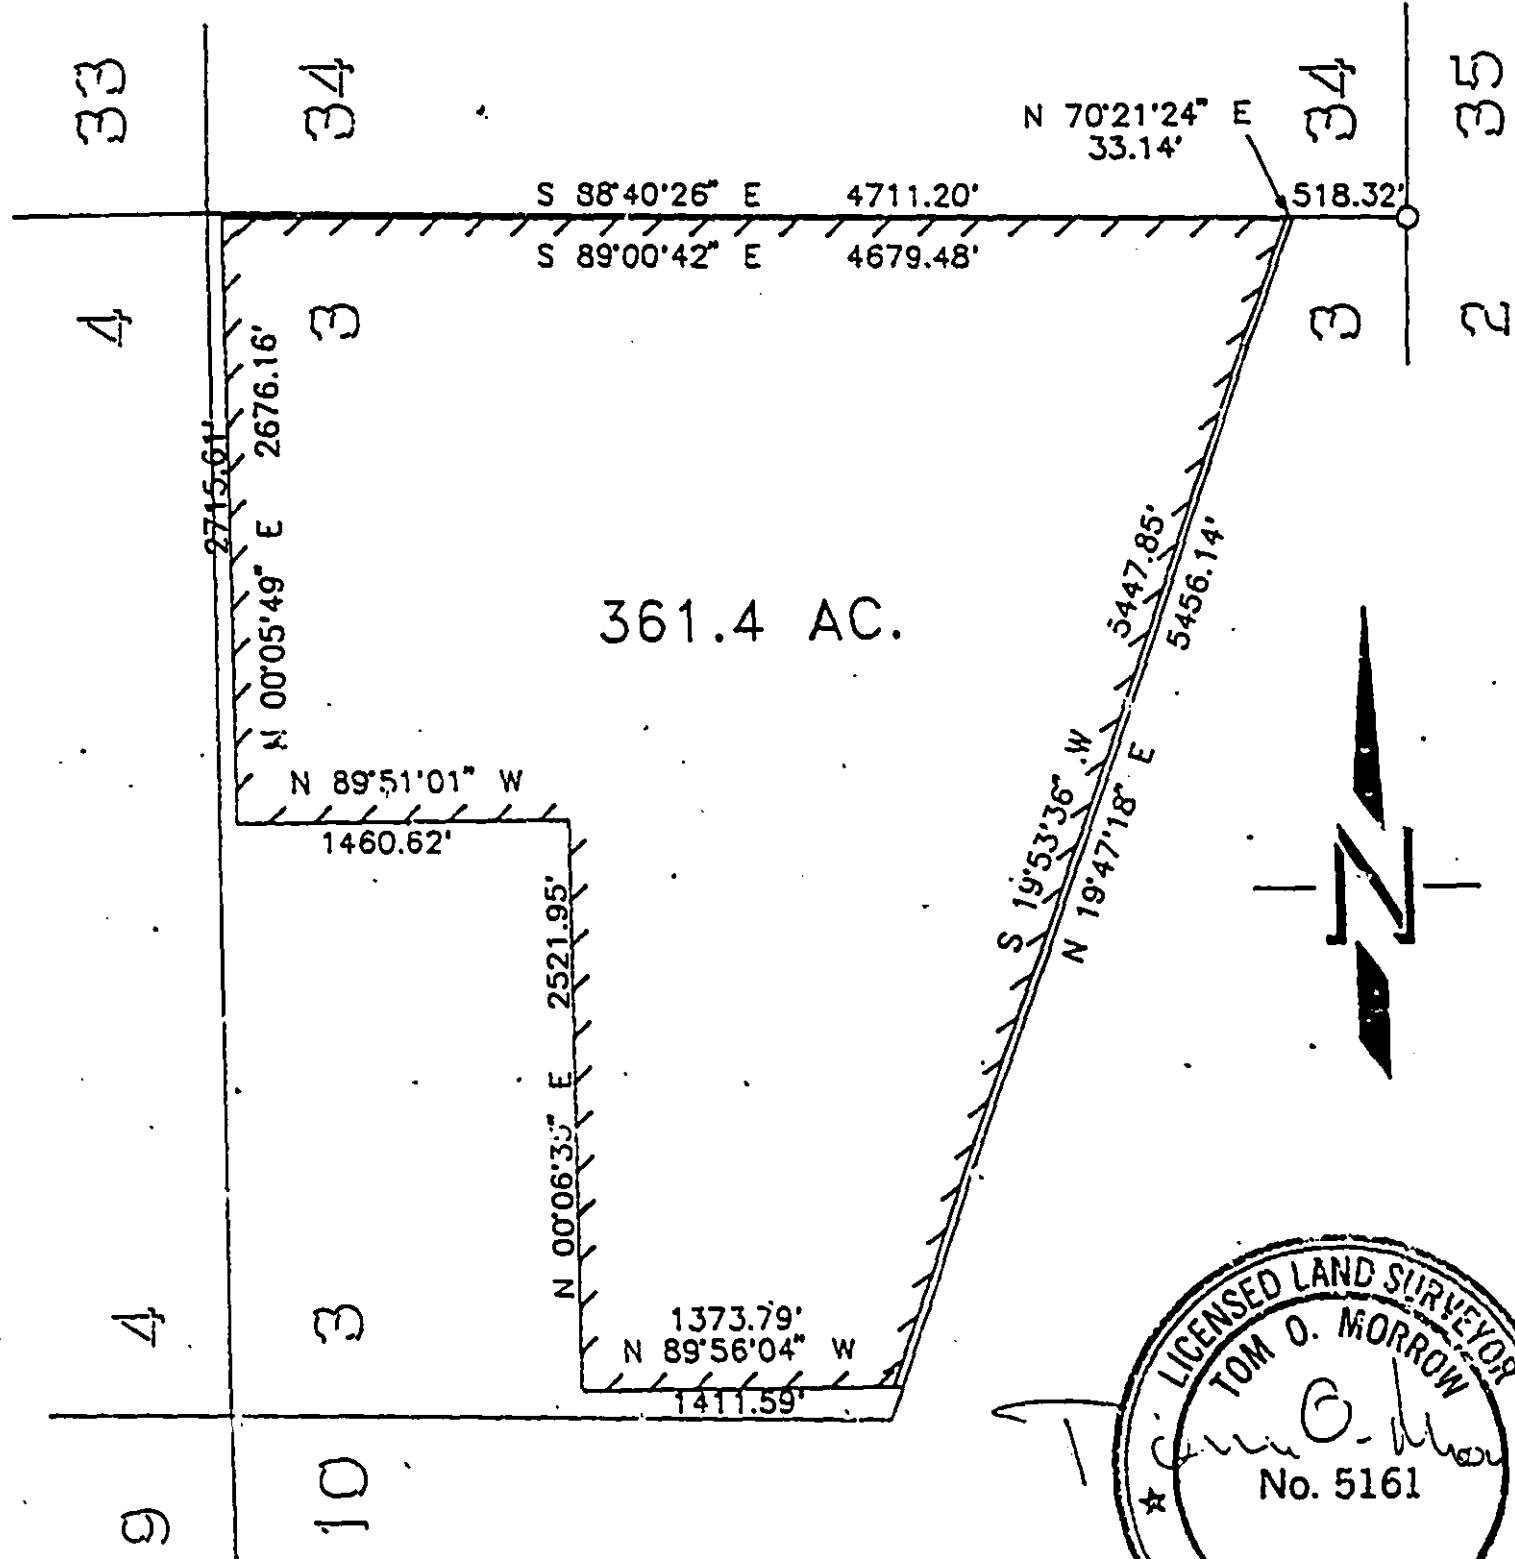 33
34
34
35
N 70°21'24" E
33.14'
S 88°40'26" E 4711.20'
518.32'
S 89°00'42" E 4679.48'
4
3
3
2
2715.61'
N 00°05'49" E 2676.16'
361.4 AC.
5447.85'
5456.14'
S 19°53'36" W
N 19°47'18" E
N 89°51'01" W
1460.62'
N
N 00°06'35" E 2521.95'
1373.79'
N 89°56'04" W
1411.59'
4
3
9
10
LICENSED LAND SURVEYOR
TOM O. MORROW
No. 5161